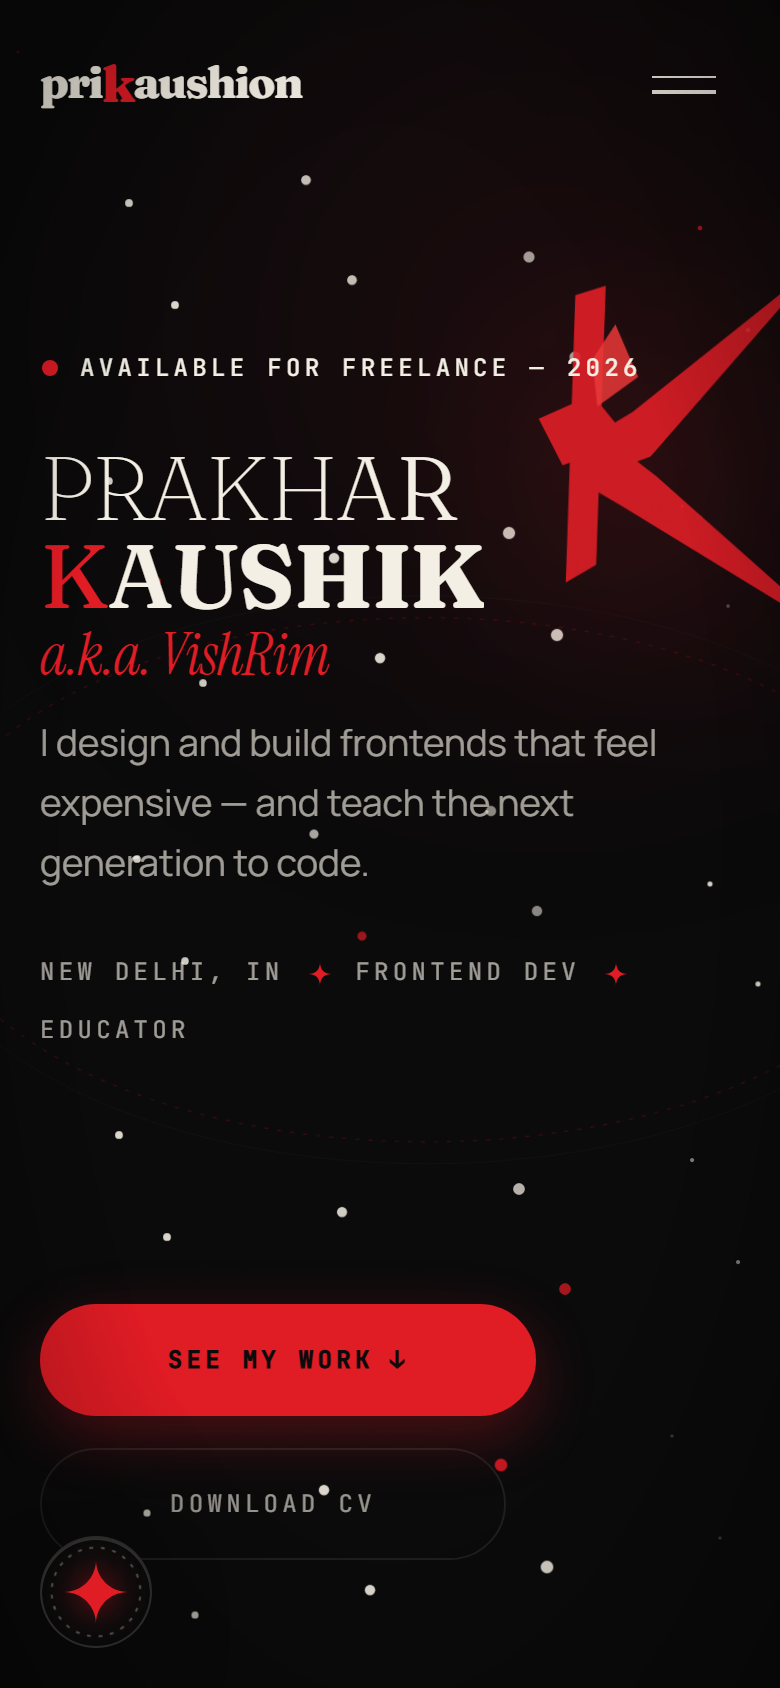 prikaushion
AVAILABLE FOR FREELANCE — 2026
PRAKHAR
KAUSHIK
a.k.a. VishRim
I design and build frontends that feel
expensive — and teach the next
generation to code.
NEW DELHI, IN ✦ FRONTEND DEV ✦
EDUCATOR
SEE MY WORK ↓
DOWNLOAD CV